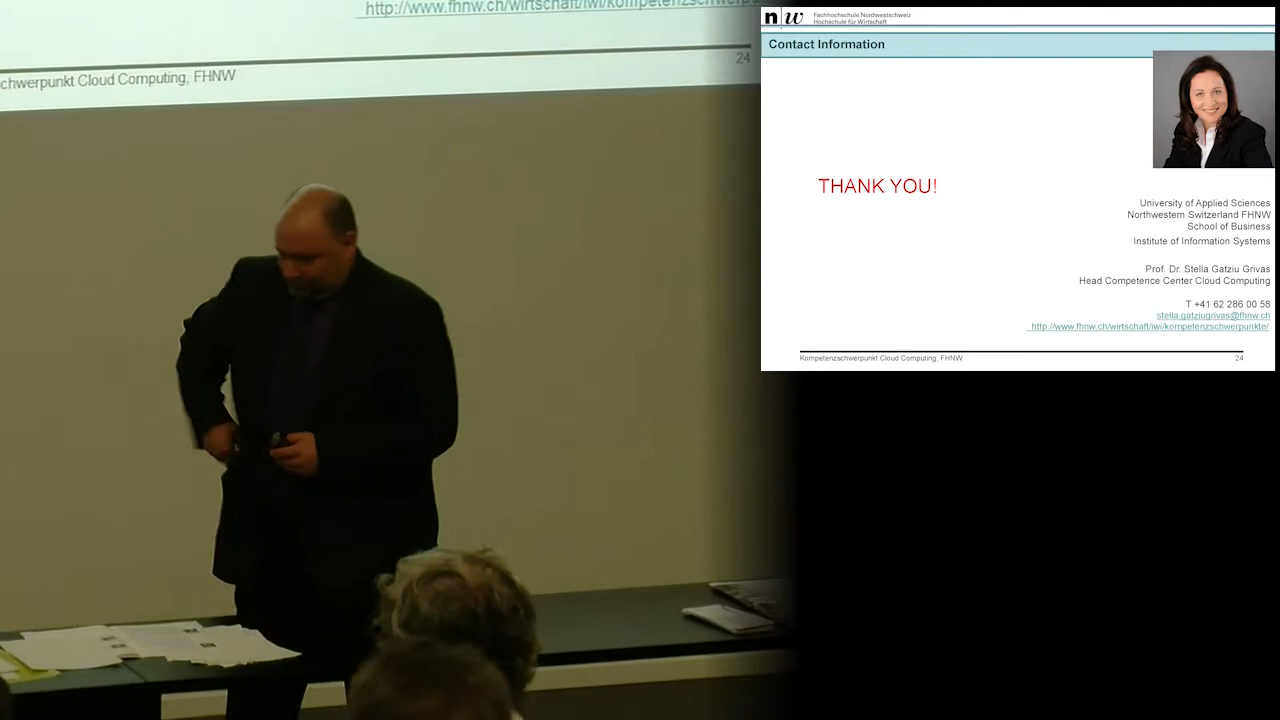 http://www.fhnw.ch/wirtschaft/iwi/kompetenzschwerpu
24
chwerpunkt Cloud Computing, FHNW
n w Fachhochschule Nordwestschweiz
Hochschule für Wirtschaft
Contact Information
THANK YOU!
University of Applied Sciences
Northwestern Switzerland FHNW
School of Business
Institute of Information Systems
Prof. Dr. Stella Gatziu Grivas
Head Competence Center Cloud Computing
T +41 62 286 00 58
stella.gatziugrivas@fhnw.ch
http://www.fhnw.ch/wirtschaft/iwi/kompetenzschwerpunkte/
Kompetenzschwerpunkt Cloud Computing, FHNW
24